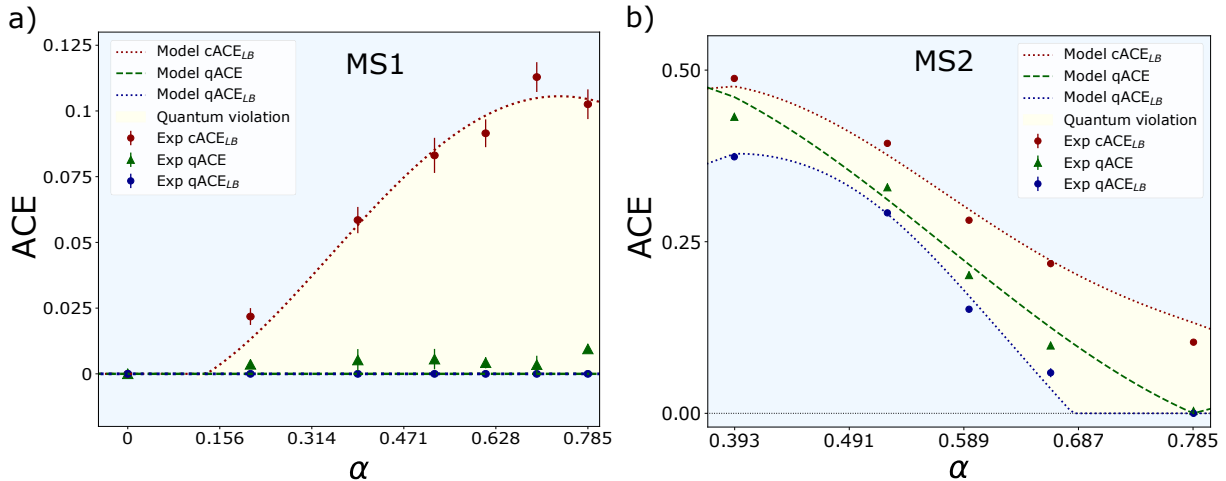 a)
MS1
Model cACE_LB
Model qACE
Model qACE_LB
Quantum violation
Exp cACE_LB
Exp qACE
Exp qACE_LB
ACE
0.125
0.1
0.075
0.05
0.025
0
0
0.156
0.314
0.471
0.628
0.785
α
b)
MS2
Model cACE_LB
Model qACE
Model qACE_LB
Quantum violation
Exp cACE_LB
Exp qACE
Exp qACE_LB
ACE
0.50
0.25
0.00
0.393
0.491
0.589
0.687
0.785
α